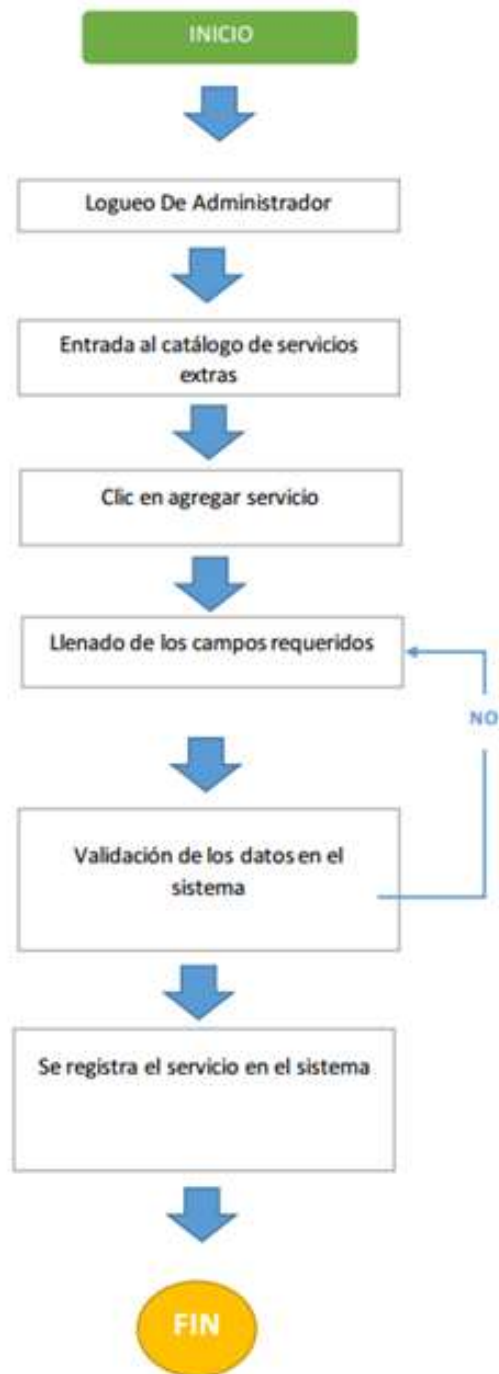 INICIO
Logueo De Administrador
Entrada al catálogo de servicios
extras
Clic en agregar servicio
Llenado de los campos requeridos
NO
Validación de los datos en el
sistema
Se registra el servicio en el sistema
FIN